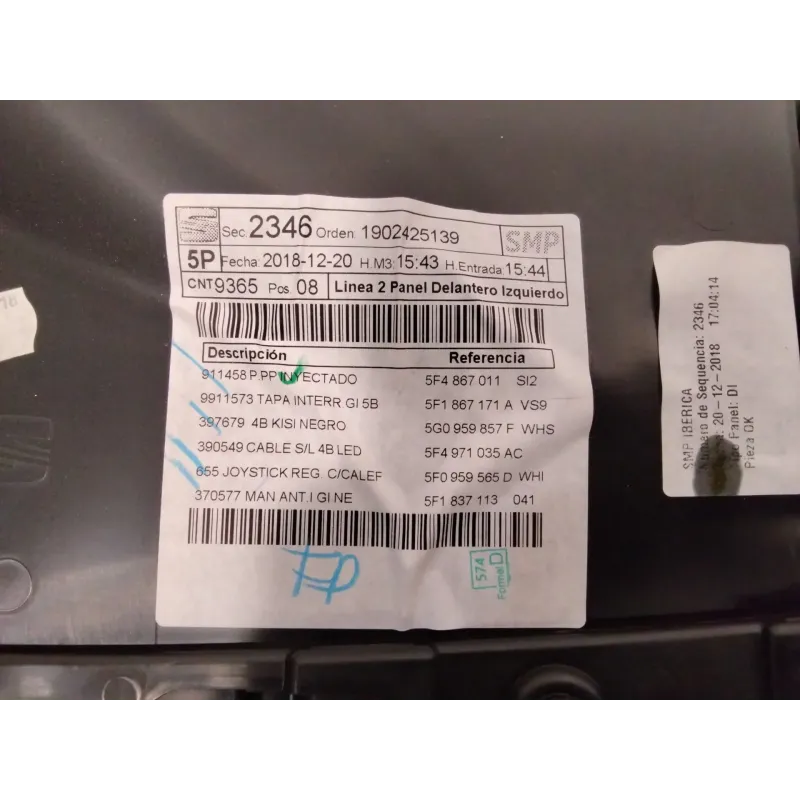 Sec. 2346 Orden: 1902425139 SMP
5P Fecha: 2018-12-20 H.M3: 15:43 H.Entrada: 15:44
CNT 9365 Pos. 08 Linea 2 Panel Delantero Izquierdo
Descripción Referencia
911458 P.PP INYECTADO 5F4 867 011 SI2
9911573 TAPA INTERR GI 5B 5F1 867 171 A VS9
397679 4B KISI NEGRO 5G0 959 857 F WHS
390549 CABLE S/L 4B LED 5F4 971 035 AC
655 JOYSTICK REG. C/CALEF 5F0 959 565 D WHI
370577 MAN ANT.I GI NE 5F1 837 113 041
574
Formel D
SMP IBERICA
Número de Sequencia: 2346
20-12-2018 17:04:14
Tipo Panel: DI
Pieza OK